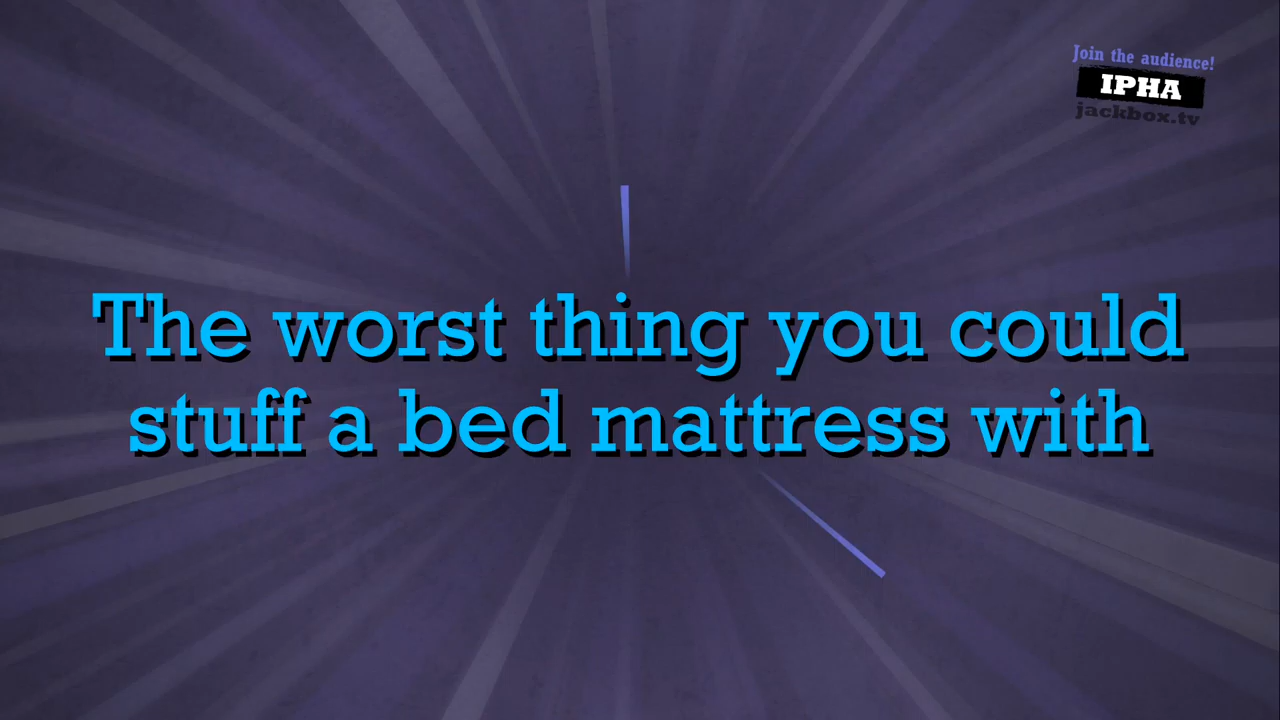 Join the audience!
IPHA
jackbox.tv
The worst thing you could
stuff a bed mattress with